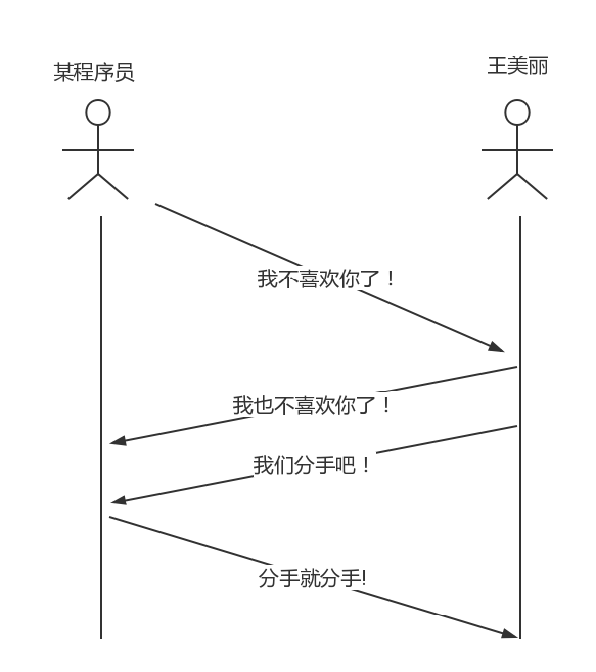 某程序员
王美丽
我不喜欢你了！
我也不喜欢你了！
我们分手吧！
分手就分手!